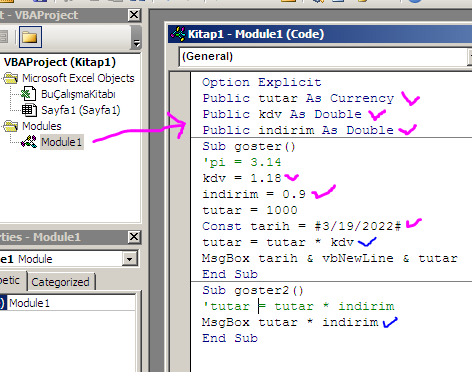 VBAProject
VBAProject (Kitap1)
Microsoft Excel Objects
BuÇalışmaKitabı
Sayfa1 (Sayfa1)
Modules
Module1
erties - Module1
le1 Module
betic
Categorized
Module1
Kitap1 - Module1 (Code)
(General)
Option Explicit
Public tutar As Currency
Public kdv As Double
Public indirim As Double
Sub goster()
'pi = 3.14
kdv = 1.18
indirim = 0.9
tutar = 1000
Const tarih = #3/19/2022#
tutar = tutar * kdv
MsgBox tarih & vbNewLine & tutar
End Sub
Sub goster2()
'tutar = tutar * indirim
MsgBox tutar * indirim
End Sub